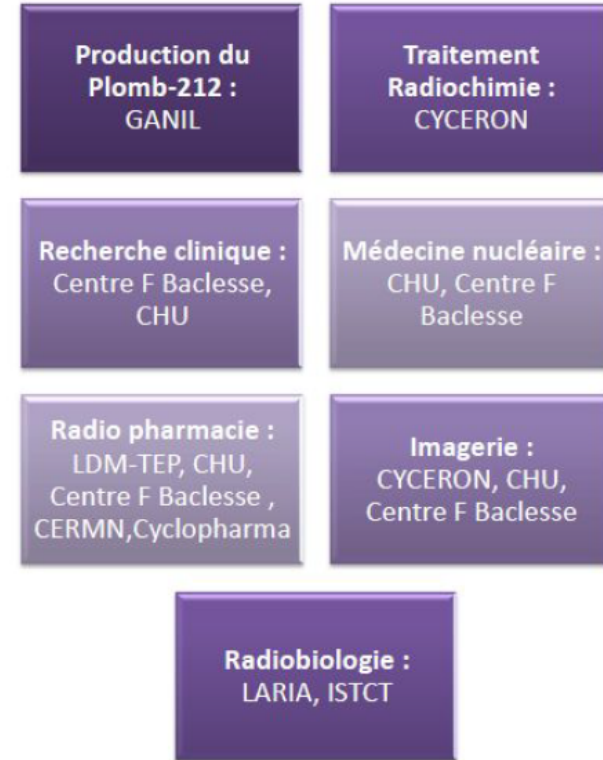 Production du
Plomb-212 :
GANIL
Traitement
Radiochimie :
CYCERON
Recherche clinique :
Centre F Baclesse,
CHU
Médecine nucléaire :
CHU, Centre F
Baclesse
Radio pharmacie :
LDM-TEP, CHU,
Centre F Baclesse ,
CERMN,Cyclopharma
Imagerie :
CYCERON, CHU,
Centre F Baclesse
Radiobiologie :
LARIA, ISTCT